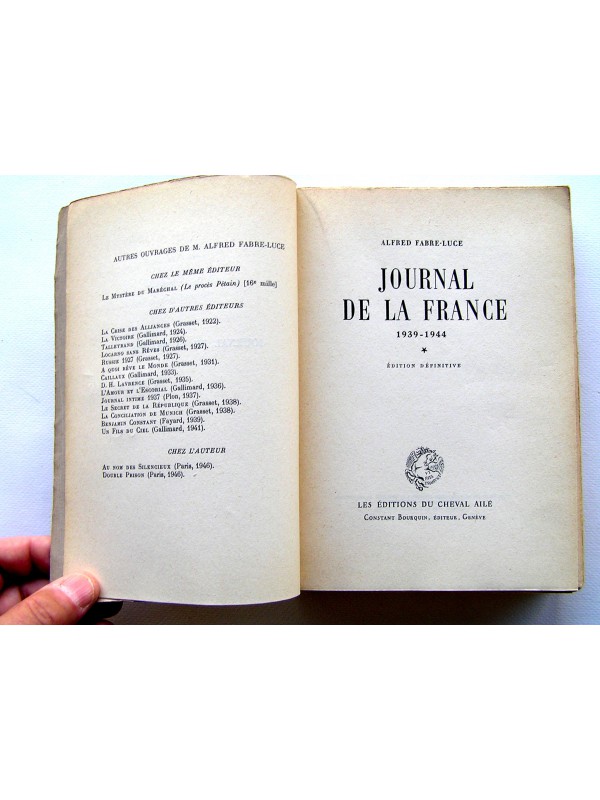 AUTRES OUVRAGES DE M. ALFRED FABRE-LUCE
CHEZ LE MÊME ÉDITEUR
LE MYSTÈRE DU MARÉCHAL (Le procès Pétain) [16e mille]
CHEZ D'AUTRES ÉDITEURS
LA CRISE DES ALLIANCES (Grasset, 1922).
LA VICTOIRE (Gallimard, 1924).
TALLEYRAND (Gallimard, 1926).
LOCARNO SANS RÊVES (Grasset, 1927).
RUSSIE 1927 (Grasset, 1927).
A QUOI RÊVE LE MONDE (Grasset, 1931).
CAILLAUX (Gallimard, 1933).
D. H. LAWRENCE (Grasset, 1935).
L'AMOUR ET L'ESCORIAL (Gallimard, 1936).
JOURNAL INTIME 1937 (Plon, 1937).
LE SECRET DE LA RÉPUBLIQUE (Grasset, 1938).
LA CONCILIATION DE MUNICH (Grasset, 1938).
BENJAMIN CONSTANT (Fayard, 1939).
UN FILS DU CIEL (Gallimard, 1941).
CHEZ L'AUTEUR
AU NOM DES SILENCIEUX (Paris, 1946).
DOUBLE PRISON (Paris, 1946).
ALFRED FABRE-LUCE
JOURNAL
DE LA FRANCE
1939-1944
*
ÉDITION DÉFINITIVE
LES ÉDITIONS DU CHEVAL AILÉ
CONSTANT BOURQUIN, ÉDITEUR, GENÈVE